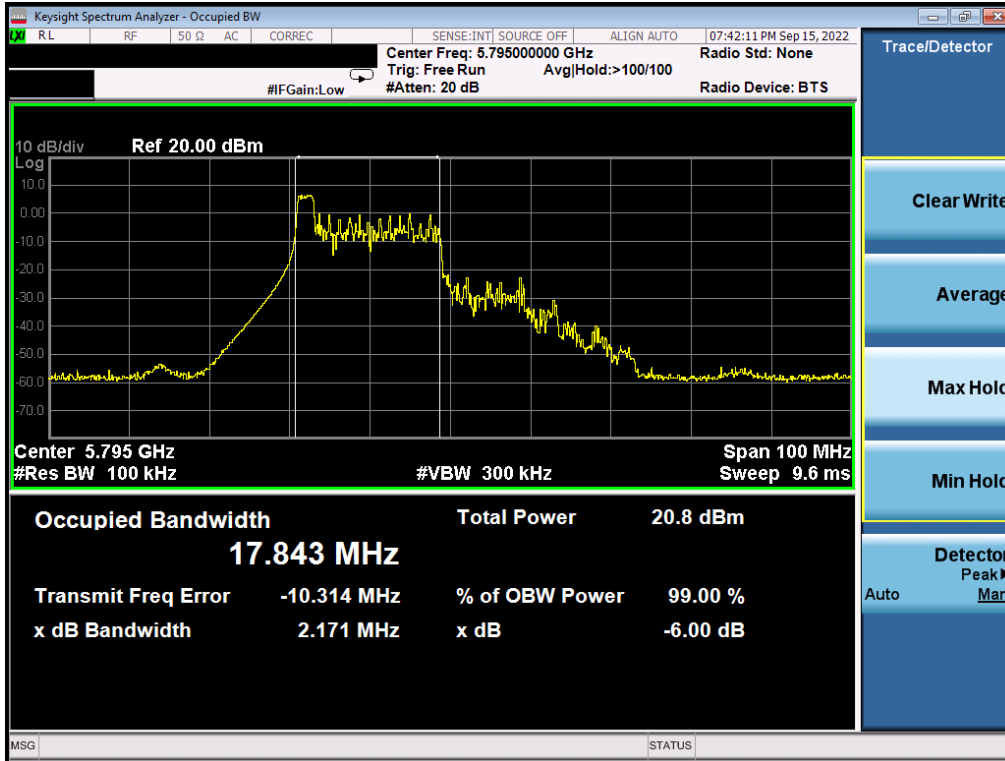 Keysight Spectrum Analyzer - Occupied BW
LXI RL RF 50 Ω AC CORREC SENSE:INT SOURCE OFF ALIGN AUTO 07:42:11 PM Sep 15, 2022
Center Freq: 5.795000000 GHz Radio Std: None
Trig: Free Run Avg|Hold:>100/100
#IFGain:Low #Atten: 20 dB Radio Device: BTS
Trace/Detector
10 dB/div Ref 20.00 dBm
Log
10.0
0.00
-10.0
-20.0
-30.0
-40.0
-50.0
-60.0
-70.0
Center 5.795 GHz Span 100 MHz
#Res BW 100 kHz #VBW 300 kHz Sweep 9.6 ms
Occupied Bandwidth Total Power 20.8 dBm
17.843 MHz
Transmit Freq Error -10.314 MHz % of OBW Power 99.00 %
x dB Bandwidth 2.171 MHz x dB -6.00 dB
Clear Write
Average
Max Hold
Min Hold
Detector
Peak
Auto Man
MSG STATUS